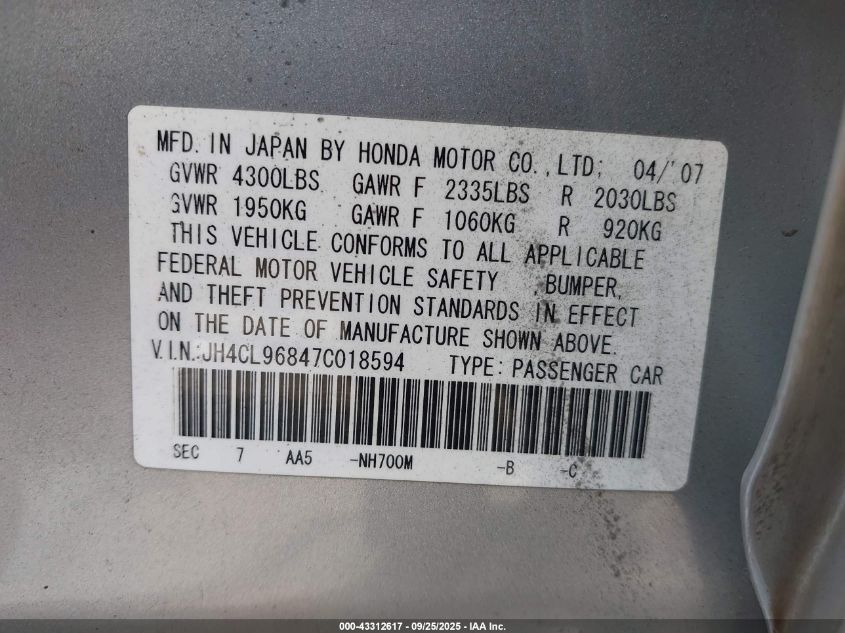 MFD. IN JAPAN BY HONDA MOTOR CO., LTD; 04/'07
GVWR 4300LBS GAWR F 2335LBS R 2030LBS
GVWR 1950KG GAWR F 1060KG R 920KG
THIS VEHICLE CONFORMS TO ALL APPLICABLE
FEDERAL MOTOR VEHICLE SAFETY , BUMPER,
AND THEFT PREVENTION STANDARDS IN EFFECT
ON THE DATE OF MANUFACTURE SHOWN ABOVE.
V.I.N.:JH4CL96847C018594 TYPE: PASSENGER CAR
SEC 7 AA5 -NH700M -B -C
000-43312617 - 09/25/2025 - IAA Inc.